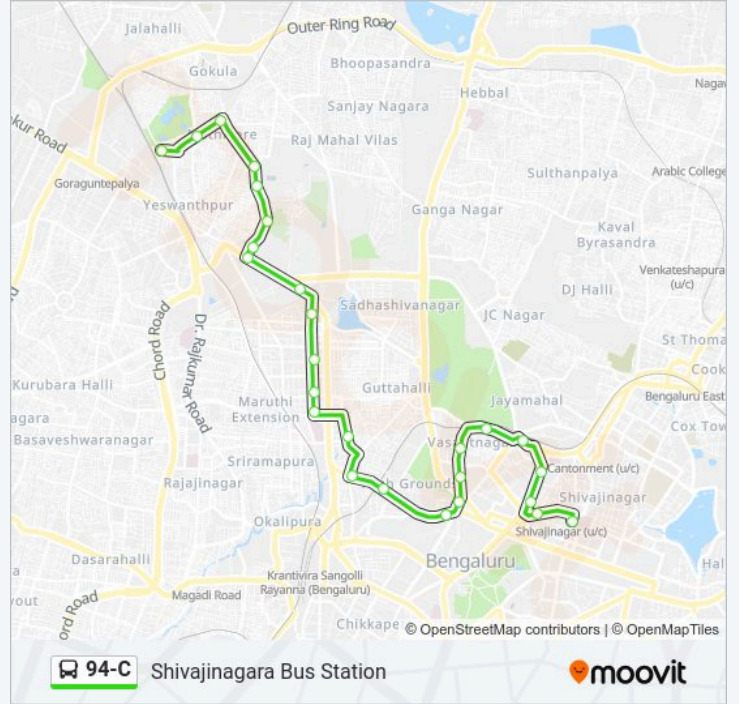 Jalahalli
Outer Ring Road
Gokula
Bhoopasandra
Hebbal
Sanjay Nagara
kur Road
Raj Mahal Vilas
Goraguntepalya
Sulthanpalya
Arabic College
Yeswanthpur
Ganga Nagar
Kaval
Byrasandra
Venkateshapura
(u/c)
DJ Halli
Sadhashivanagar
JC Nagar
Chord Road
Dr. Rajkumar Road
St Thoma
Cook
Kurubara Halli
Guttahalli
Bengaluru East
Maruthi
Extension
Jayamahal
agara
Cox Tow
Basaveshwaranagar
Sriramapura
Cantonment (u/c)
Rajajinagar
Shivajinagar
Okalipura
Shivajinagar (u/c)
Dasarahalli
Bengaluru
Hal
Krantivira Sangolli
Rayanna (Bengaluru)
Magadi Road
yout
ord Road
Chikkape
© OpenStreetMap contributors | © OpenMapTiles
94-C Shivajinagara Bus Station
moovit